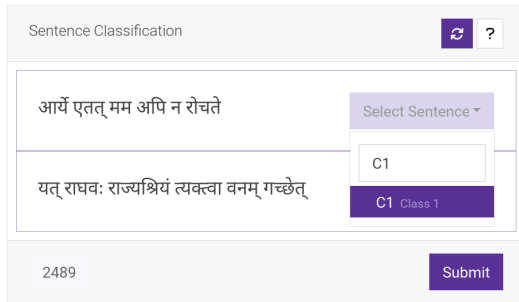 Sentence Classification
?
आर्ये एतत् मम अपि न रोचते
Select Sentence
C1
C1 Class 1
यत् राघवः राज्यश्रियं त्यक्त्वा वनम् गच्छेत्
2489
Submit